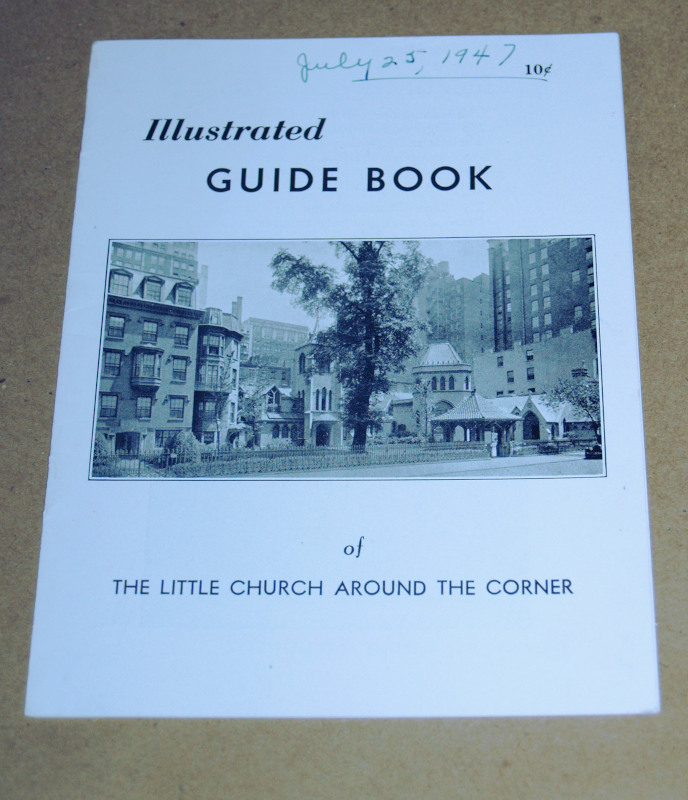 July 25, 1947
10¢
Illustrated
GUIDE BOOK
of
THE LITTLE CHURCH AROUND THE CORNER